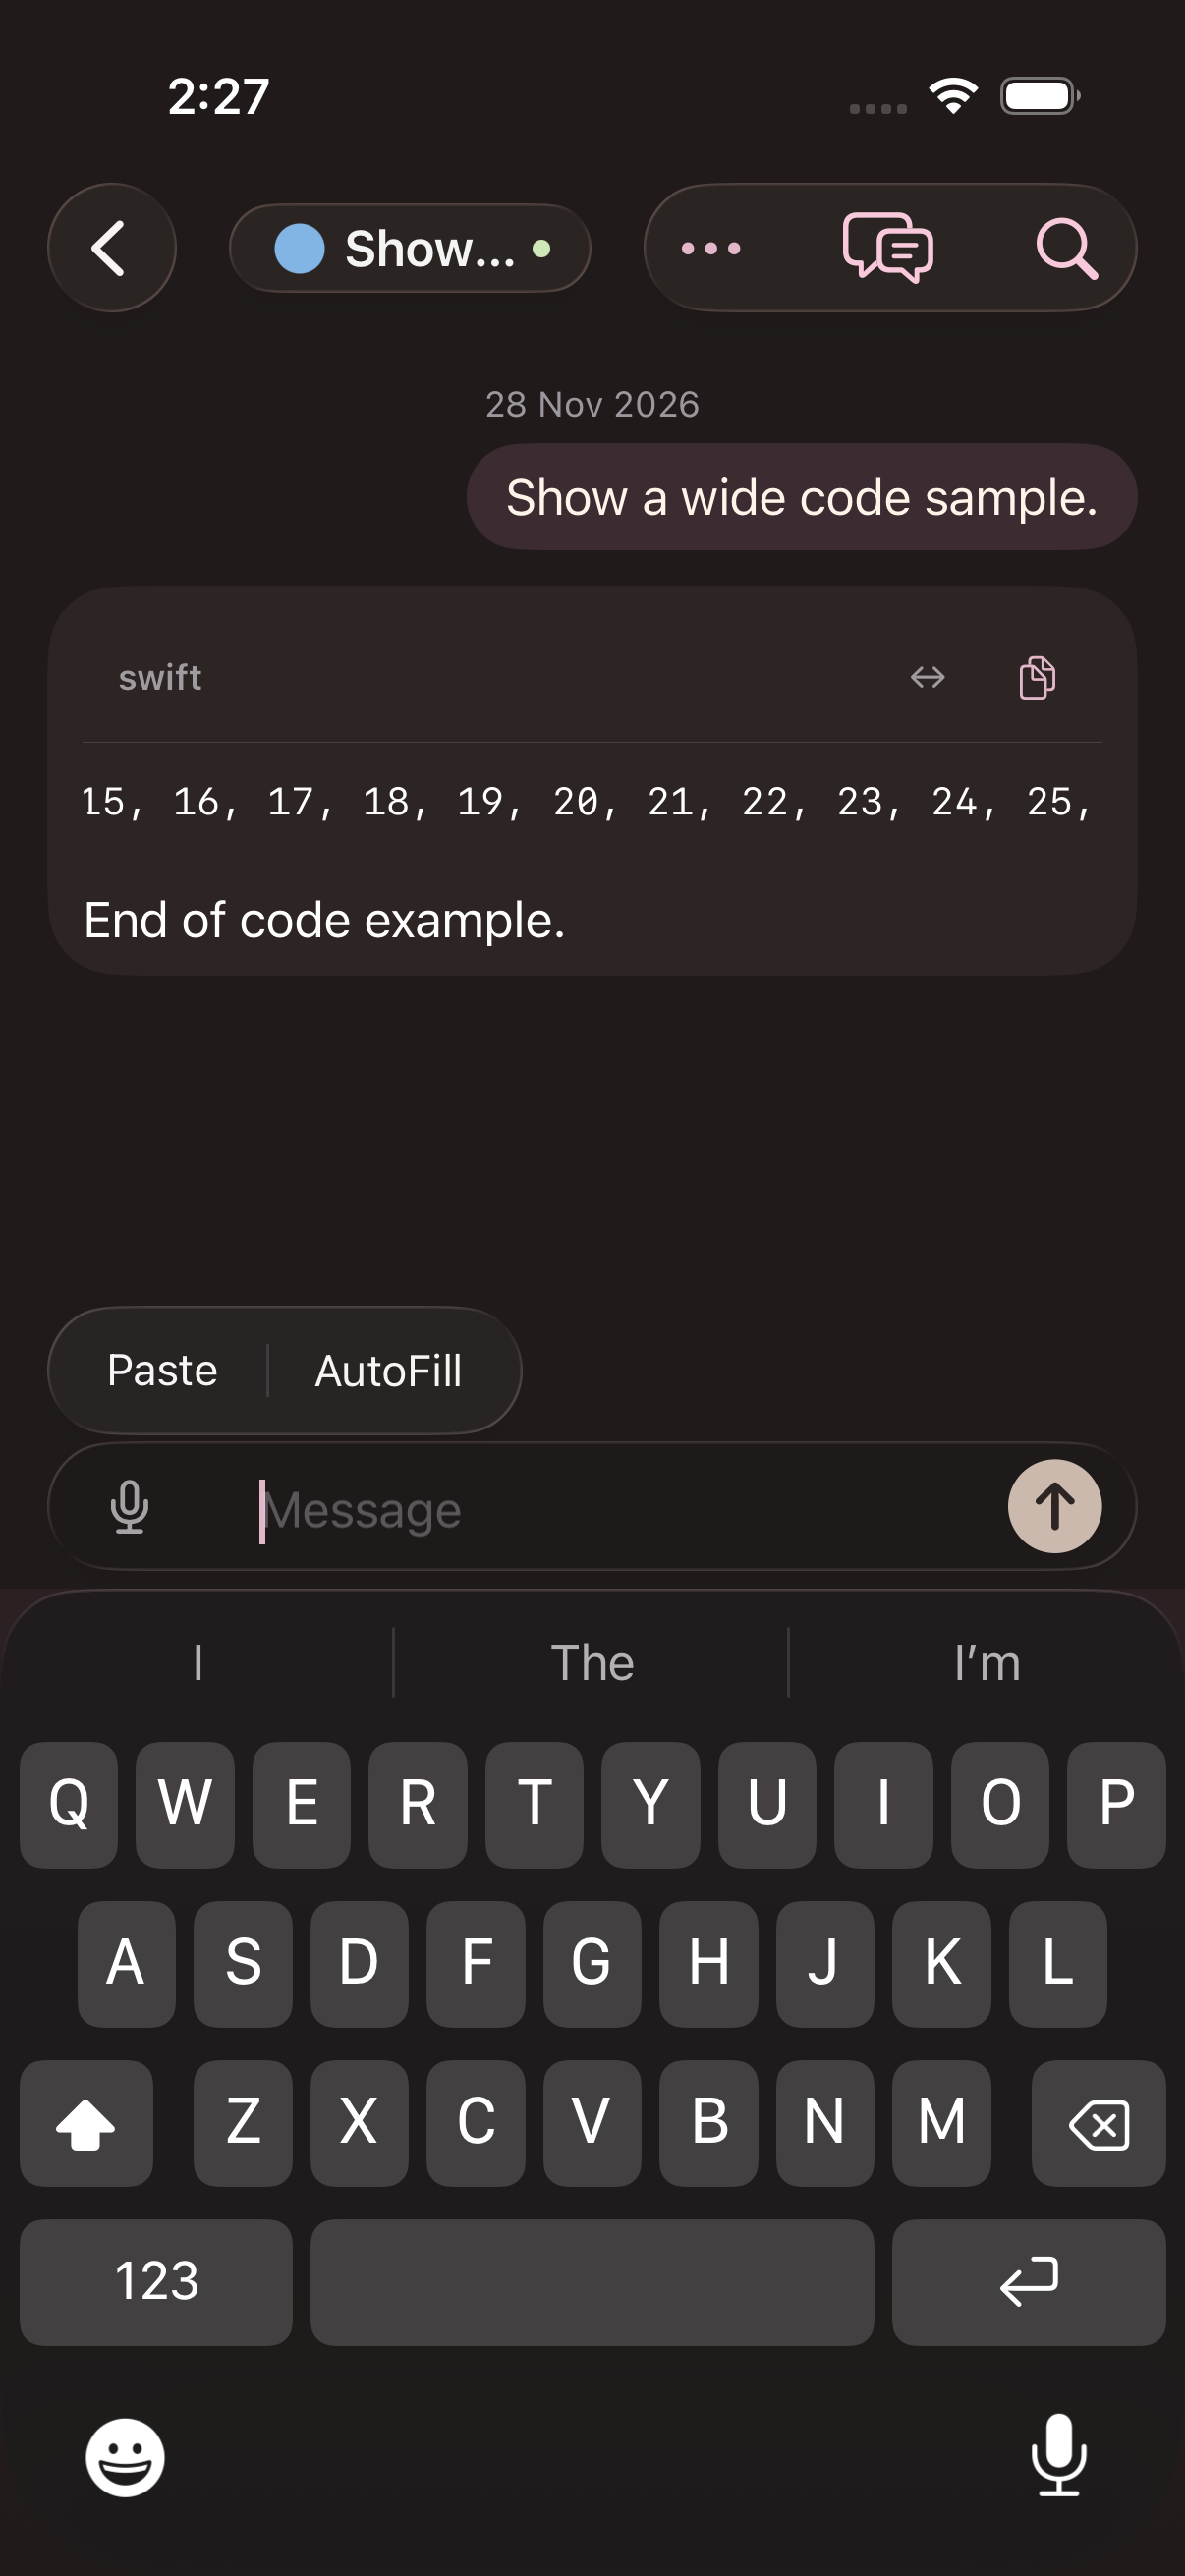 2:27
Show...
28 Nov 2026
Show a wide code sample.
swift
15, 16, 17, 18, 19, 20, 21, 22, 23, 24, 25,
End of code example.
Paste AutoFill
Message
I The I’m
Q W E R T Y U I O P
A S D F G H J K L
Z X C V B N M
123